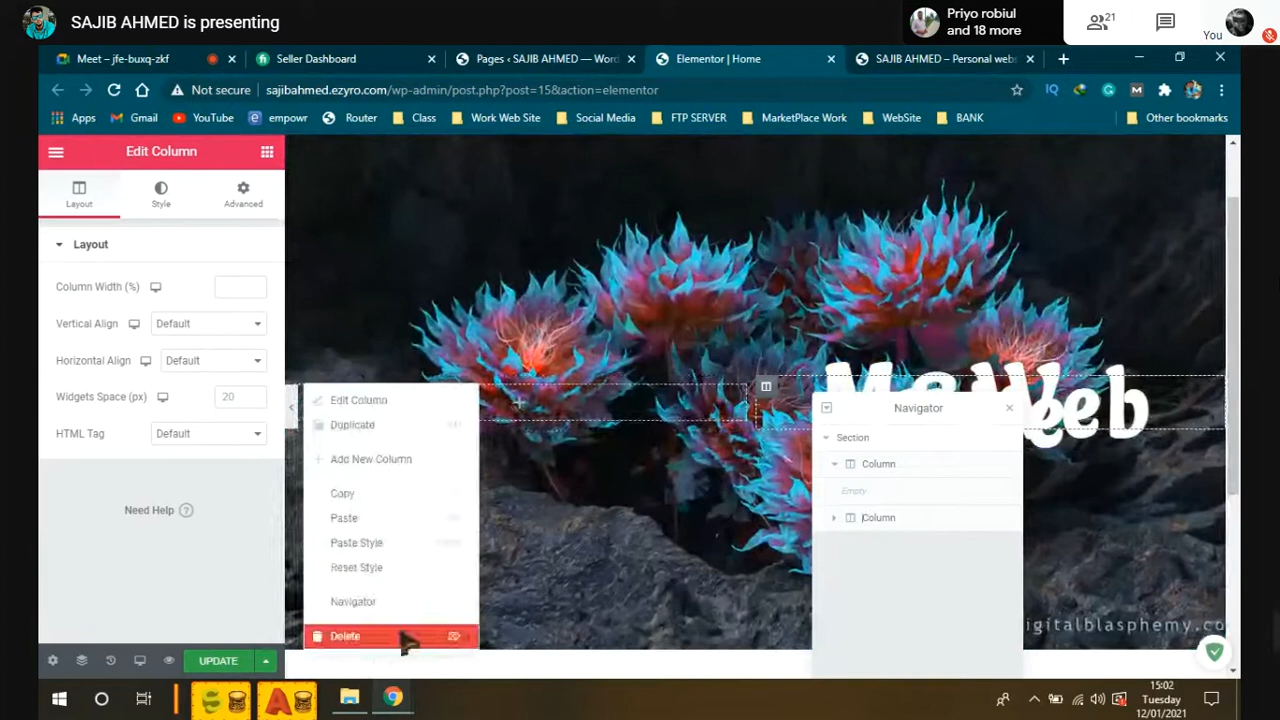 SAJIB AHMED is presenting
Priyo robiul
and 18 more
21
You
Meet – jfe-buxq-zkf
Seller Dashboard
Pages ‹ SAJIB AHMED — Word
Elementor | Home
SAJIB AHMED – Personal webs
Not secure
sajibahmed.ezyro.com/wp-admin/post.php?post=15&action=elementor
Apps
Gmail
YouTube
empowr
Router
Class
Work Web Site
Social Media
FTP SERVER
MarketPlace Work
WebSite
BANK
Other bookmarks
Edit Column
Layout
Style
Advanced
Layout
Column Width (%)
Vertical Align
Default
Horizontal Align
Default
Widgets Space (px)
20
HTML Tag
Default
Need Help
UPDATE
Edit Column
Duplicate
Add New Column
Copy
Paste
Paste Style
Reset Style
Navigator
Delete
Navigator
Section
Column
Empty
Column
igitalblasphemy.co
15:02
Tuesday
12/01/2021